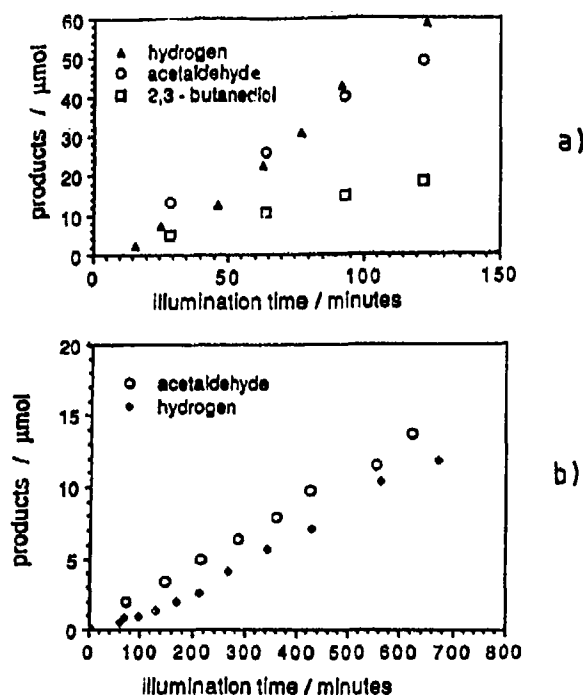 60
50
40
30
20
10
0
products / µmol
▲ hydrogen
○ acetaldehyde
□ 2,3 - butanediol
0 50 100 150
illumination time / minutes
a)
20
15
10
5
0
products / µmol
○ acetaldehyde
◆ hydrogen
0 100 200 300 400 500 600 700 800
illumination time / minutes
b)